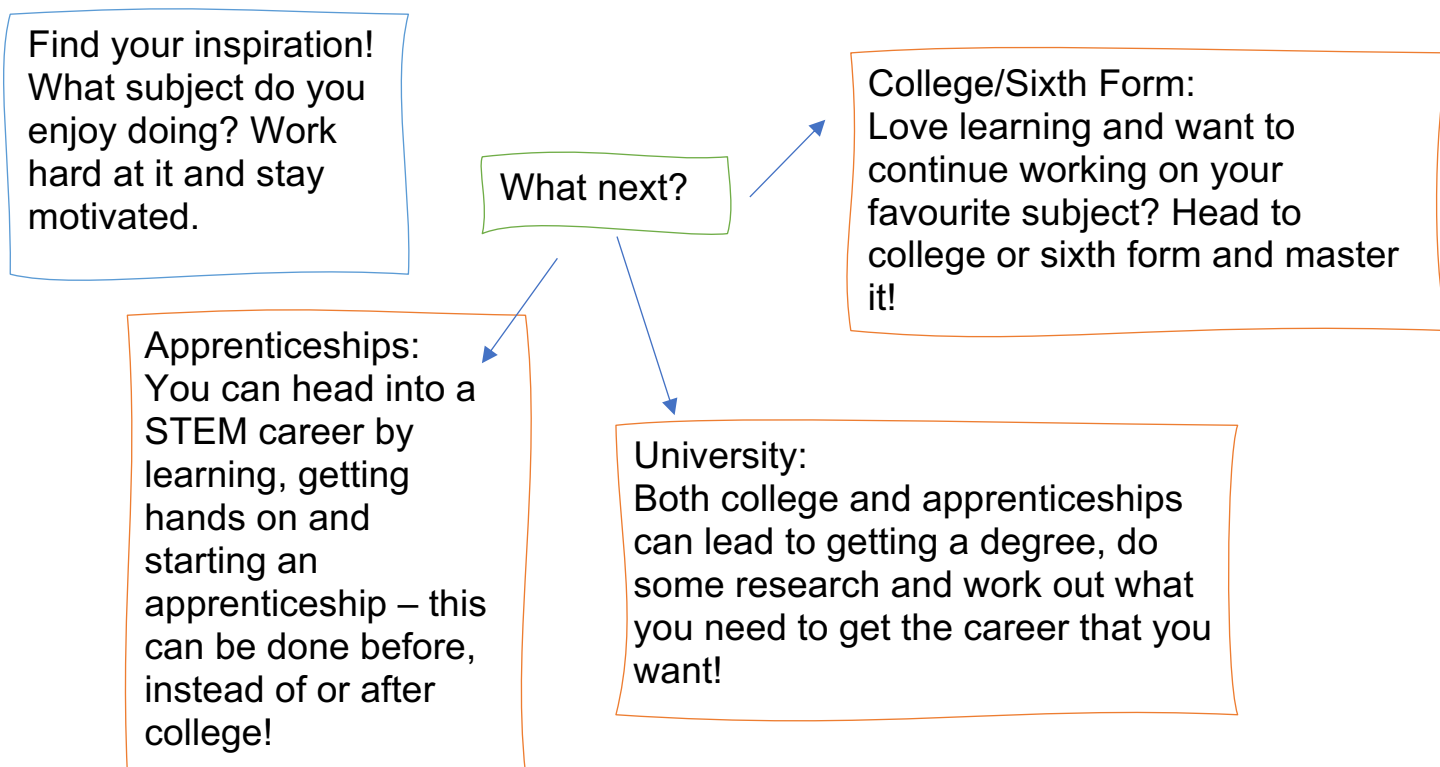 Find your inspiration!
What subject do you
enjoy doing? Work
hard at it and stay
motivated.
What next?
College/Sixth Form:
Love learning and want to
continue working on your
favourite subject? Head to
college or sixth form and master
it!
Apprenticeships:
You can head into a
STEM career by
learning, getting
hands on and
starting an
apprenticeship – this
can be done before,
instead of or after
college!
University:
Both college and apprenticeships
can lead to getting a degree, do
some research and work out what
you need to get the career that you
want!